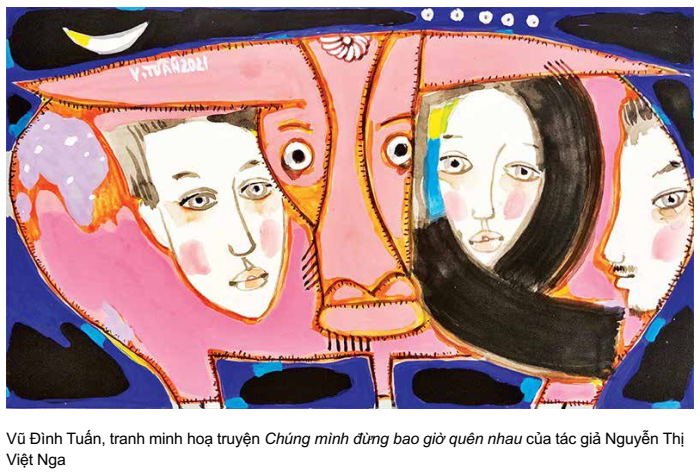 V.TUẤN2021
Vũ Đình Tuấn, tranh minh hoạ truyện Chúng mình đừng bao giờ quên nhau của tác giả Nguyễn Thị
Việt Nga